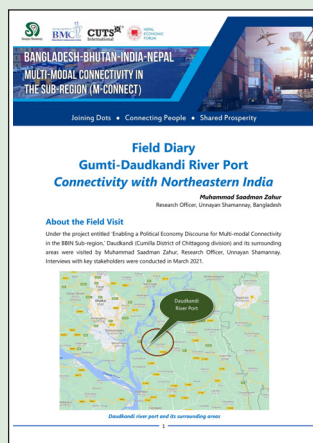 BMCI
CUTS
International
NEPAL
ECONOMIC
FORUM
BANGLADESH-BHUTAN-INDIA-NEPAL
MULTI-MODAL CONNECTIVITY IN
THE SUB-REGION (M-CONNECT)
Joining Dots • Connecting People • Shared Prosperity
Field Diary
Gumti-Daudkandi River Port
Connectivity with Northeastern India
Muhammad Saadman Zahur
Research Officer, Unnayan Shamannay, Bangladesh
About the Field Visit
Under the project entitled ‘Enabling a Political Economy Discourse for Multi-modal Connectivity
in the BBIN Sub-region,’ Daudkandi (Cumilla District of Chittagong division) and its surrounding
areas were visited by Muhammad Saadman Zahur, Research Officer, Unnayan Shamannay.
Interviews with key stakeholders were conducted in March 2021.
Daudkandi
River Port
Daudkandi river port and its surrounding areas
1